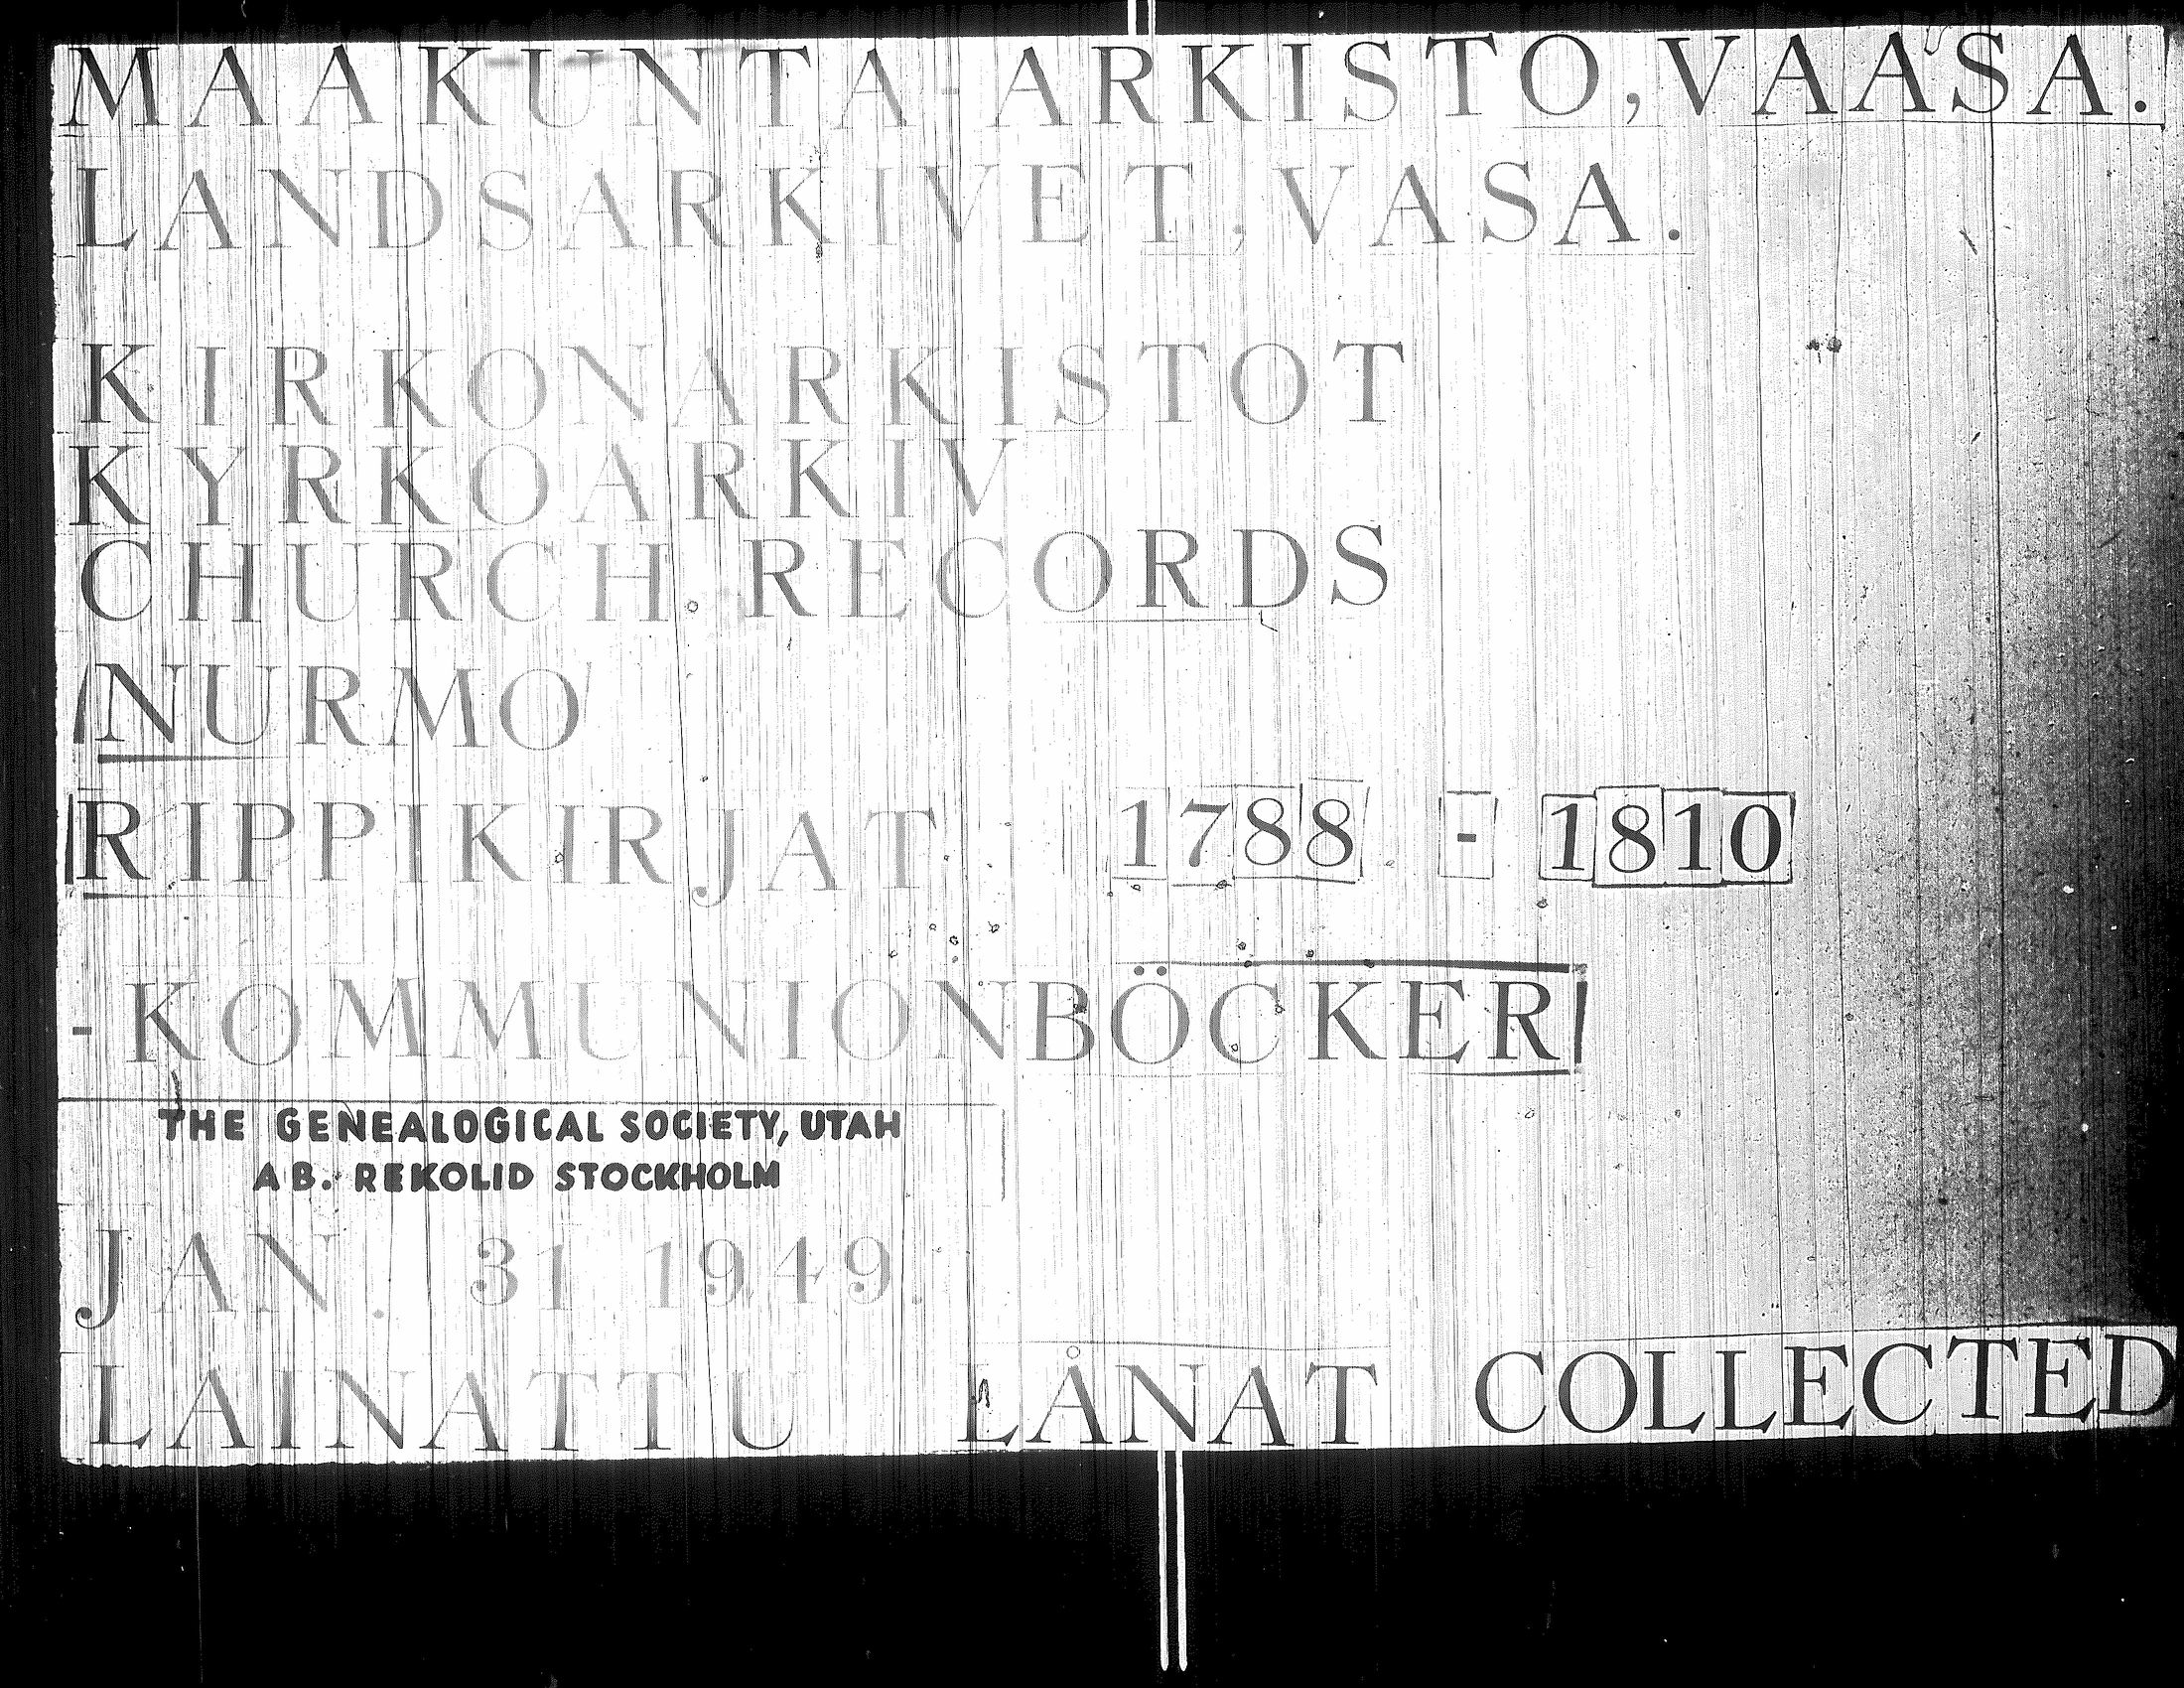 MAAKUNTA-ARKISTO, VAASA.
LANDSARKIVET, VASA.
KIRKONARKISTOT
KYRKOARKIV
CHURCH RECORDS
NURMO
RIPPIKIRJAT 1788 - 1810
-KOMMUNIONBÖCKER
THE GENEALOGICAL SOCIETY, UTAH
AB. REKOLID STOCKHOLM
JAN. 31 1949.
LAINATTU LÅNAT COLLECTED